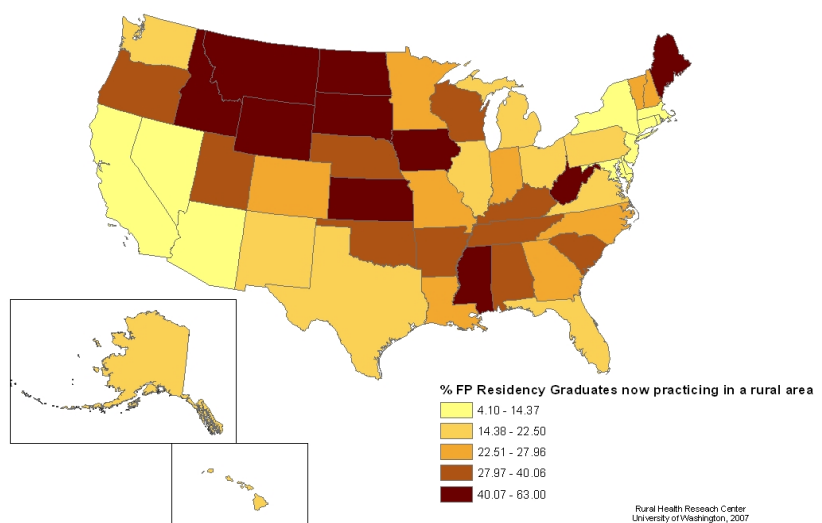 % FP Residency Graduates now practicing in a rural area
4.10 - 14.37
14.38 - 22.50
22.51 - 27.96
27.97 - 40.06
40.07 - 63.00
Rural Health Reseach Center
University of Washington, 2007